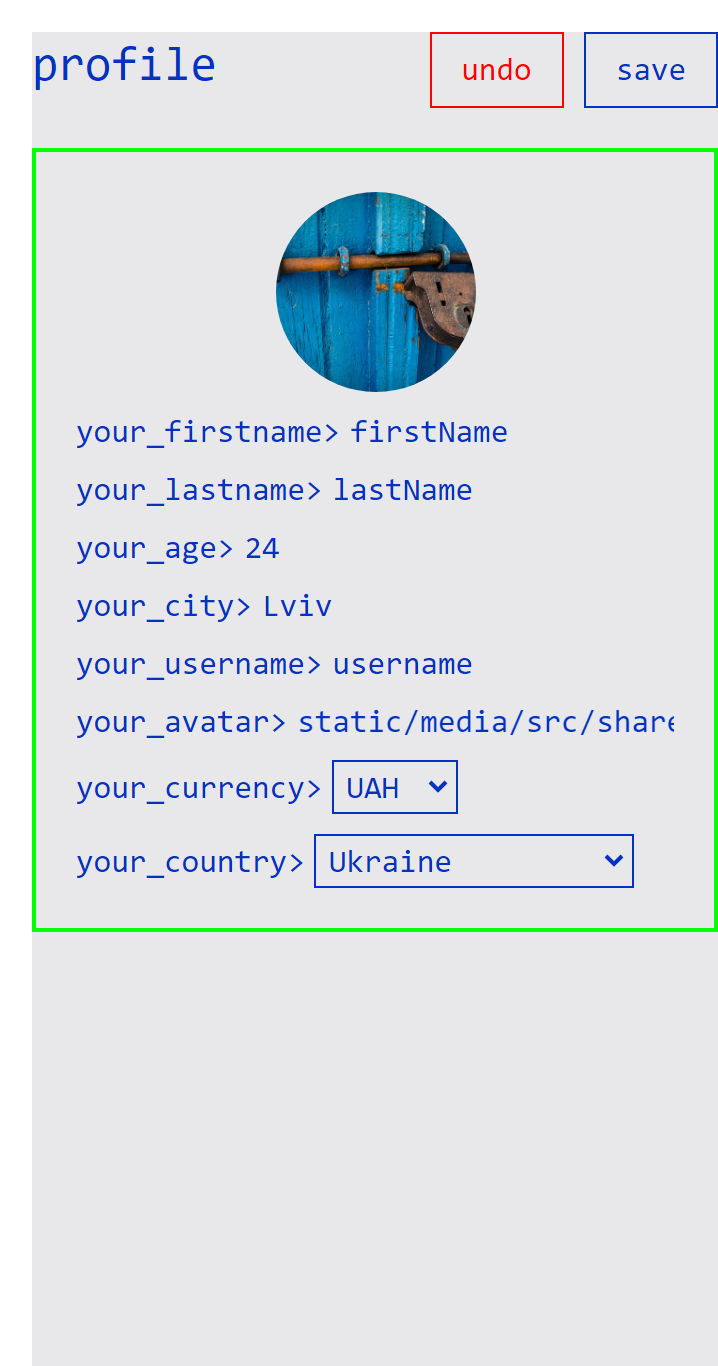 profile
undo
save
your_firstname> firstName
your_lastname> lastName
your_age> 24
your_city> Lviv
your_username> username
your_avatar> static/media/src/share
your_currency> UAH
your_country> Ukraine